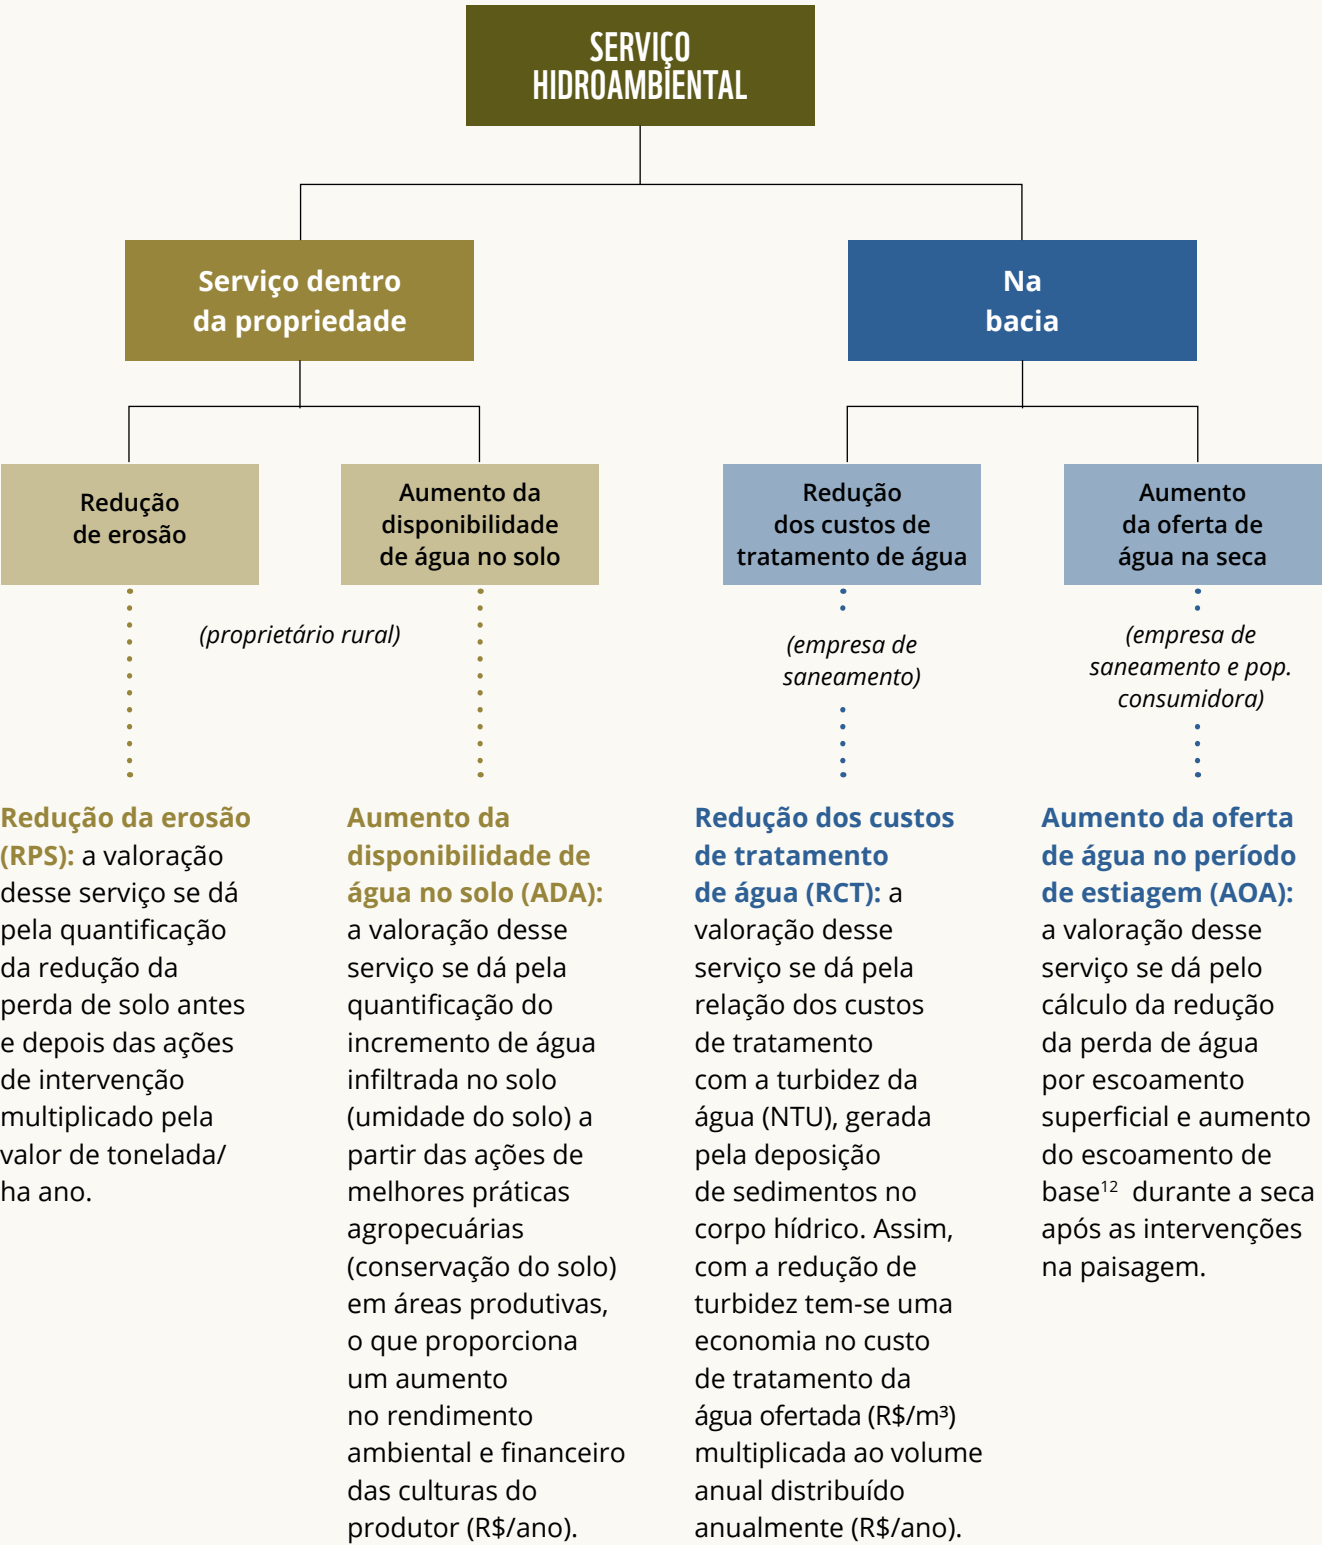 SERVIÇO
HIDROAMBIENTAL
Serviço dentro
da propriedade
Na
bacia
Redução
de erosão
Aumento da
disponibilidade
de água no solo
Redução
dos custos de
tratamento de água
Aumento
da oferta de
água na seca
(proprietário rural)
(empresa de
saneamento)
(empresa de
saneamento e pop.
consumidora)
Redução da erosão
(RPS): a valoração
desse serviço se dá
pela quantificação
da redução da
perda de solo antes
e depois das ações
de intervenção
multiplicado pela
valor de tonelada/
ha ano.
Aumento da
disponibilidade de
água no solo (ADA):
a valoração desse
serviço se dá pela
quantificação do
incremento de água
infiltrada no solo
(umidade do solo) a
partir das ações de
melhores práticas
agropecuárias
(conservação do solo)
em áreas produtivas,
o que proporciona
um aumento
no rendimento
ambiental e financeiro
das culturas do
produtor (R$/ano).
Redução dos custos
de tratamento
de água (RCT): a
valoração desse
serviço se dá pela
relação dos custos
de tratamento
com a turbidez da
água (NTU), gerada
pela deposição
de sedimentos no
corpo hídrico. Assim,
com a redução de
turbidez tem-se uma
economia no custo
de tratamento da
água ofertada (R$/m³)
multiplicada ao volume
anual distribuído
anualmente (R$/ano).
Aumento da oferta
de água no período
de estiagem (AOA):
a valoração desse
serviço se dá pelo
cálculo da redução
da perda de água
por escoamento
superficial e aumento
do escoamento de
base¹² durante a seca
após as intervenções
na paisagem.